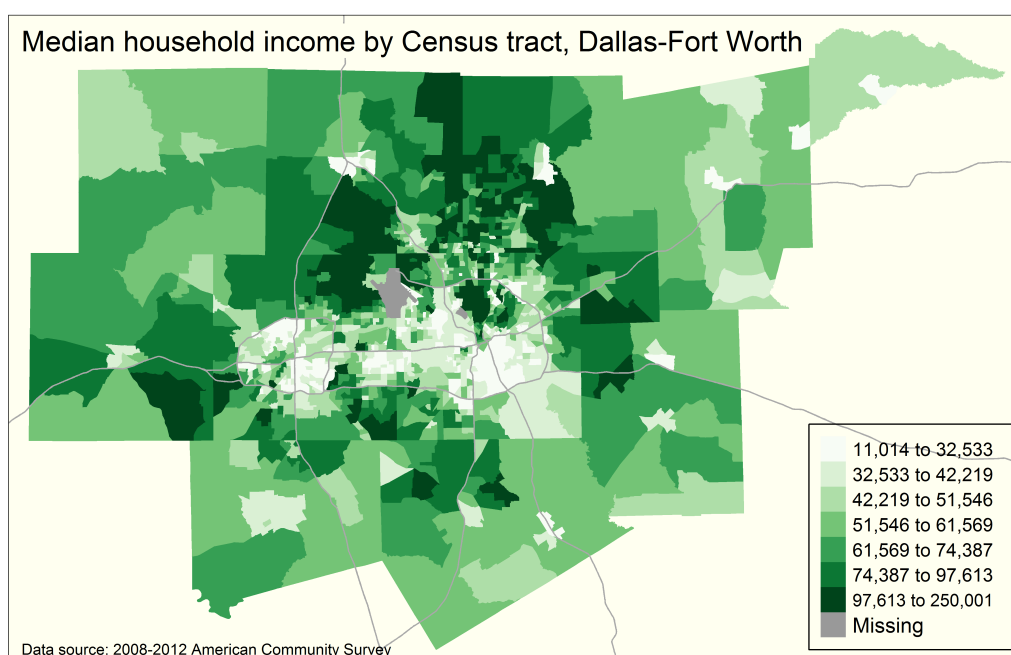 Median household income by Census tract, Dallas-Fort Worth
11,014 to 32,533
32,533 to 42,219
42,219 to 51,546
51,546 to 61,569
61,569 to 74,387
74,387 to 97,613
97,613 to 250,001
Missing
Data source: 2008-2012 American Community Survey